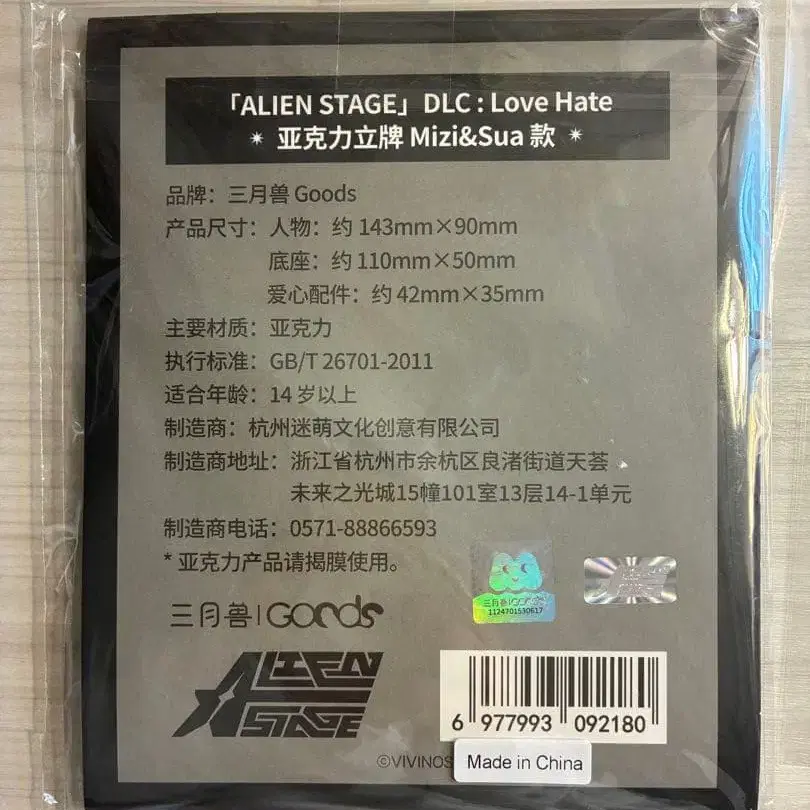 「ALIEN STAGE」DLC : Love Hate
亚克力立牌 Mizi&Sua 款
品牌：三月兽 Goods
产品尺寸：人物：约 143mm×90mm
底座：约 110mm×50mm
爱心配件：约 42mm×35mm
主要材质：亚克力
执行标准：GB/T 26701-2011
适合年龄：14 岁以上
制造商：杭州迷萌文化创意有限公司
制造商地址：浙江省杭州市余杭区良渚街道天荟
未来之光城15幢101室13层14-1单元
制造商电话：0571-88866593
* 亚克力产品请揭膜使用。
三月兽|Goods
三月兽|Goods
1124701530617
ALIEN STAGE
ALIEN
STAGE
6 977993 092180
©VIVINOS
Made in China